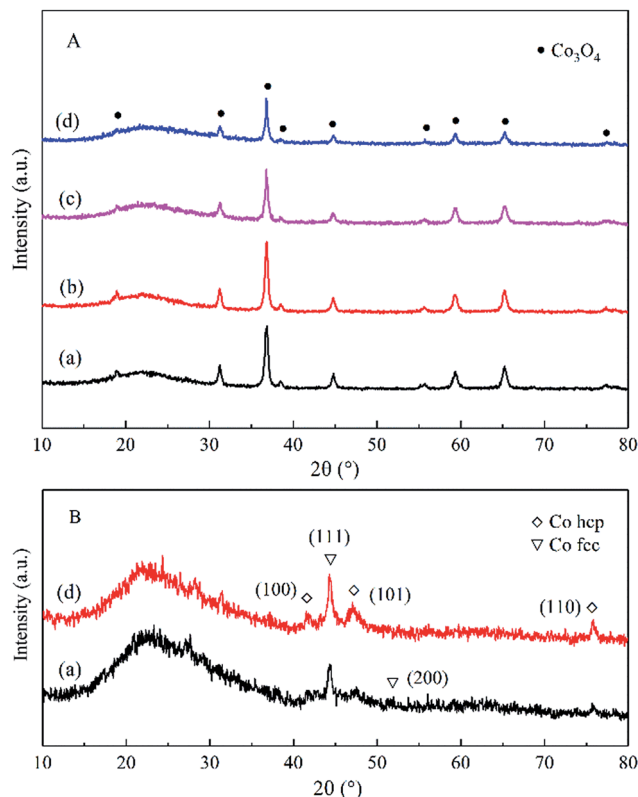 A
● Co₃O₄
(d)
(c)
(b)
(a)
Intensity (a.u.)
10 20 30 40 50 60 70 80
2θ (°)
B
◇ Co hcp
▽ Co fcc
(111)
(100)
(101)
(110)
(d)
(a)
(200)
Intensity (a.u.)
10 20 30 40 50 60 70 80
2θ (°)